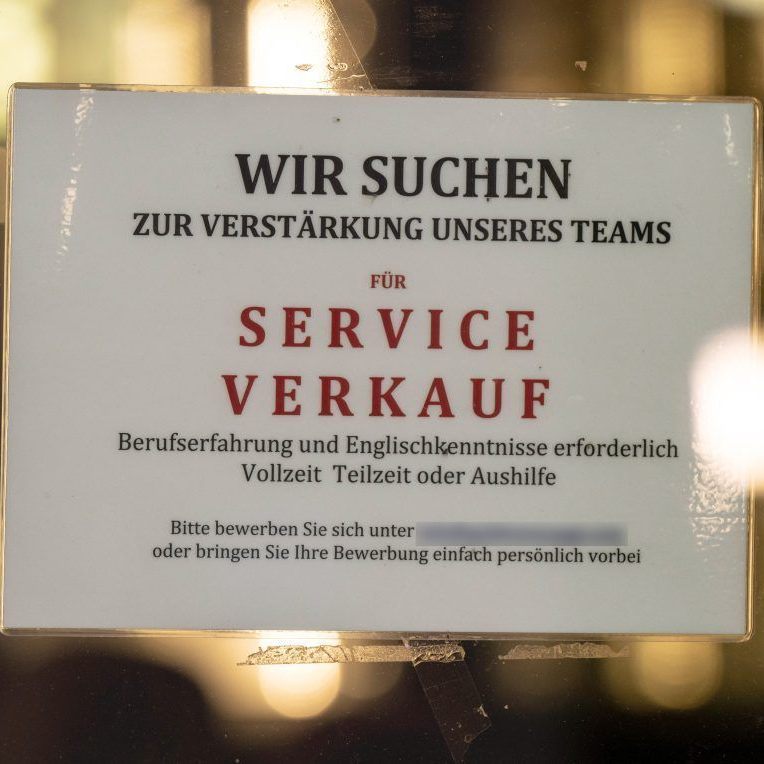 WIR SUCHEN
ZUR VERSTÄRKUNG UNSERES TEAMS
FÜR
SERVICE
VERKAUF
Berufserfahrung und Englischkenntnisse erforderlich
Vollzeit Teilzeit oder Aushilfe
Bitte bewerben Sie sich unter
oder bringen Sie Ihre Bewerbung einfach persönlich vorbei